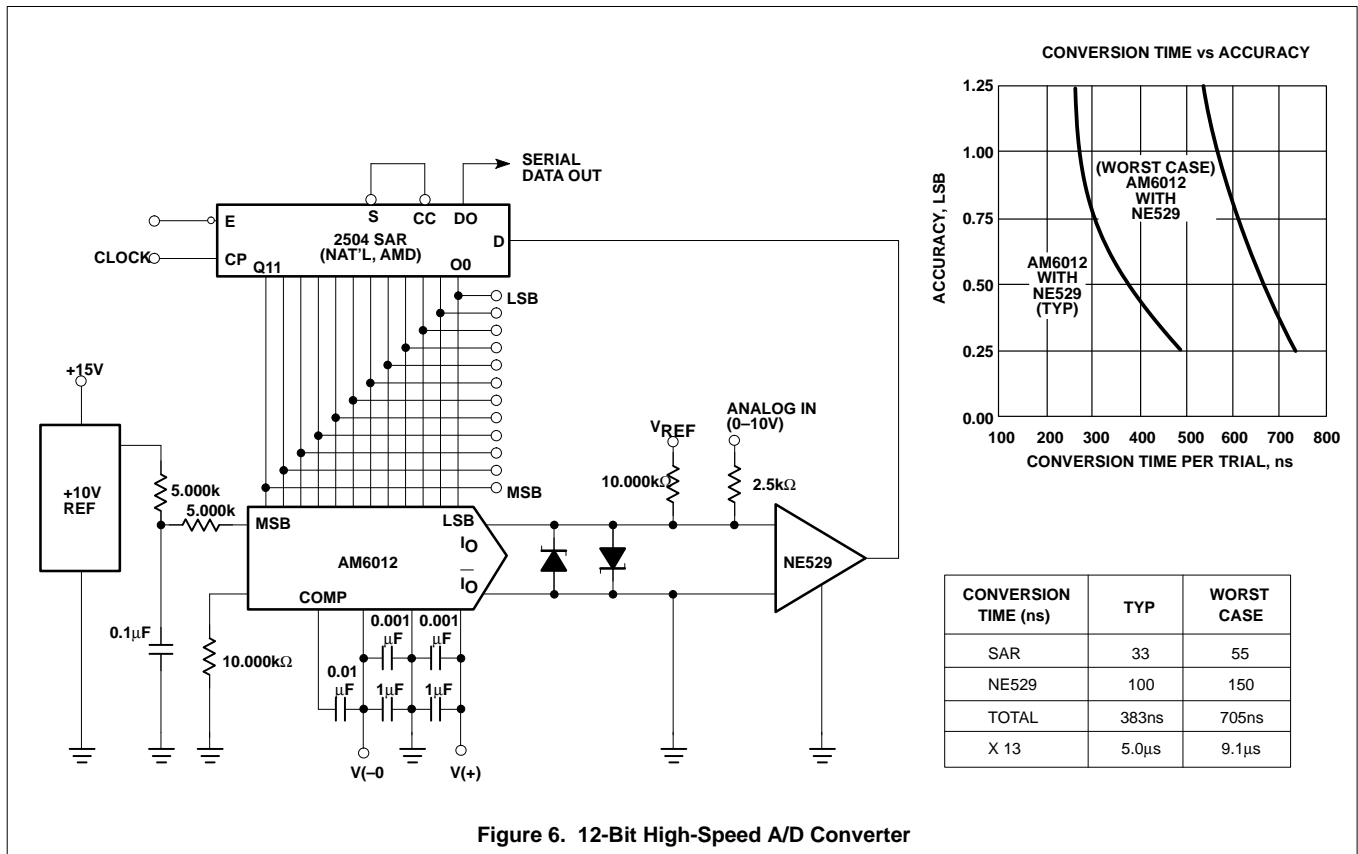 CONVERSION TIME vs ACCURACY
1.25
1.00
0.75
0.50
0.25
0.00
ACCURACY, LSB
(WORST CASE)
AM6012
WITH
NE529
AM6012
WITH
NE529
(TYP)
100 200 300 400 500 600 700 800
CONVERSION TIME PER TRIAL, ns
SERIAL
DATA OUT
E
S
CC
DO
D
2504 SAR
(NAT'L, AMD)
CLOCK
CP
Q11
O0
LSB
MSB
+15V
+10V
REF
5.000k
5.000k
0.1μF
10.000kΩ
MSB
LSB
IO
IO
AM6012
COMP
0.001
μF
0.001
μF
0.01
μF
1μF
1μF
V(–0
V(+)
VREF
10.000kΩ
ANALOG IN
(0–10V)
2.5kΩ
NE529
CONVERSION TIME (ns) TYP WORST CASE
SAR 33 55
NE529 100 150
TOTAL 383ns 705ns
X 13 5.0μs 9.1μs
Figure 6. 12-Bit High-Speed A/D Converter